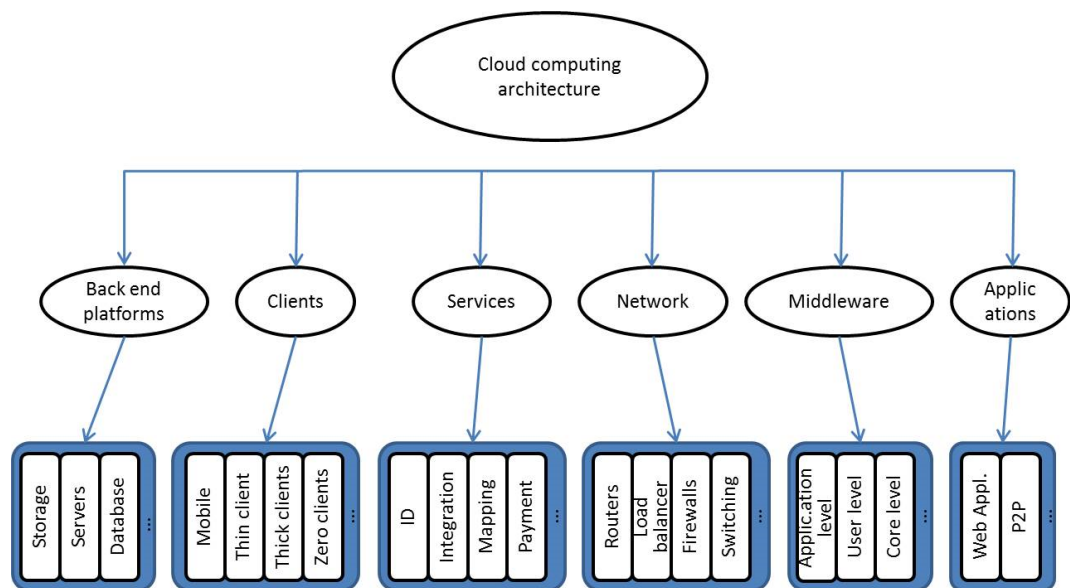 Cloud computing
architecture
Back end
platforms
Clients
Services
Network
Middleware
Applic
ations
Storage
Servers
Database
...
Mobile
Thin client
Thick clients
Zero clients
...
ID
Integration
Mapping
Payment
...
Routers
Load
balancer
Firewalls
Switching
...
Applic.ation
level
User level
Core level
...
Web Appl.
P2P
...